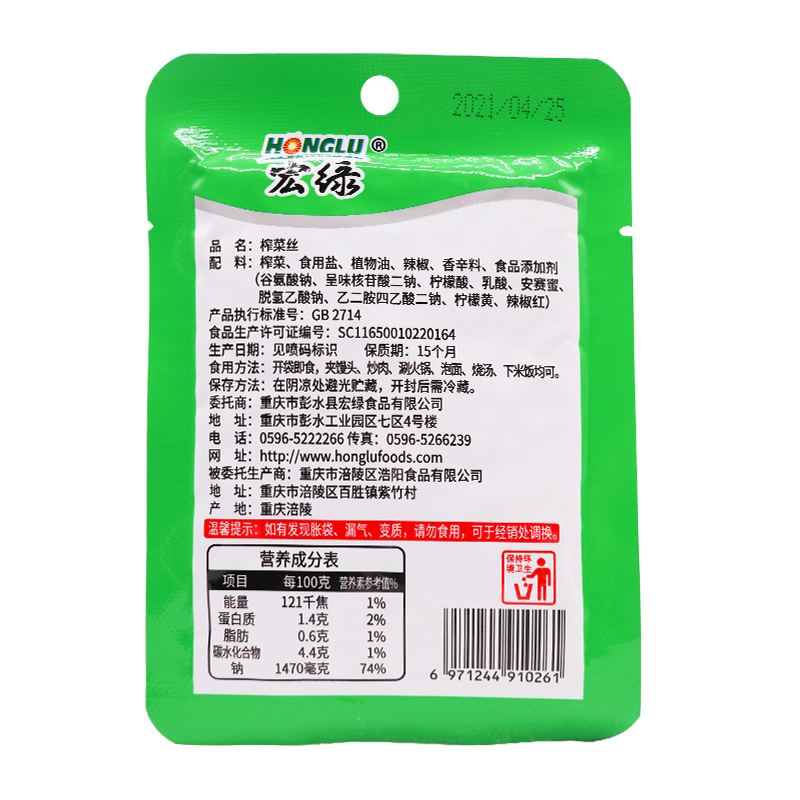 2021/04/25
HONGLU®
宏绿
品 名：榨菜丝
配 料：榨菜、食用盐、植物油、辣椒、香辛料、食品添加剂
（谷氨酸钠、呈味核苷酸二钠、柠檬酸、乳酸、安赛蜜、
脱氢乙酸钠、乙二胺四乙酸二钠、柠檬黄、辣椒红）
产品执行标准号：GB 2714
食品生产许可证编号：SC11650010220164
生产日期：见喷码标识 保质期：15个月
食用方法：开袋即食，夹馒头、炒肉、涮火锅、泡面、烧汤、下米饭均可。
保存方法：在阴凉处避光贮藏，开封后需冷藏。
委托商：重庆市彭水县宏绿食品有限公司
地 址：重庆市彭水工业园区七区4号楼
电 话：0596-5222266 传真：0596-5266239
网 址：http://www.honglufoods.com
被委托生产商：重庆市涪陵区浩阳食品有限公司
地 址：重庆市涪陵区百胜镇紫竹村
产 地：重庆涪陵
温馨提示：如有发现胀袋、漏气、变质，请勿食用，可于经销处调换。
营养成分表
项目 每100克 营养素参考值%
能量 121千焦 1%
蛋白质 1.4克 2%
脂肪 0.6克 1%
碳水化合物 4.4克 1%
钠 1470毫克 74%
保持环
境卫生
6 971244 910261